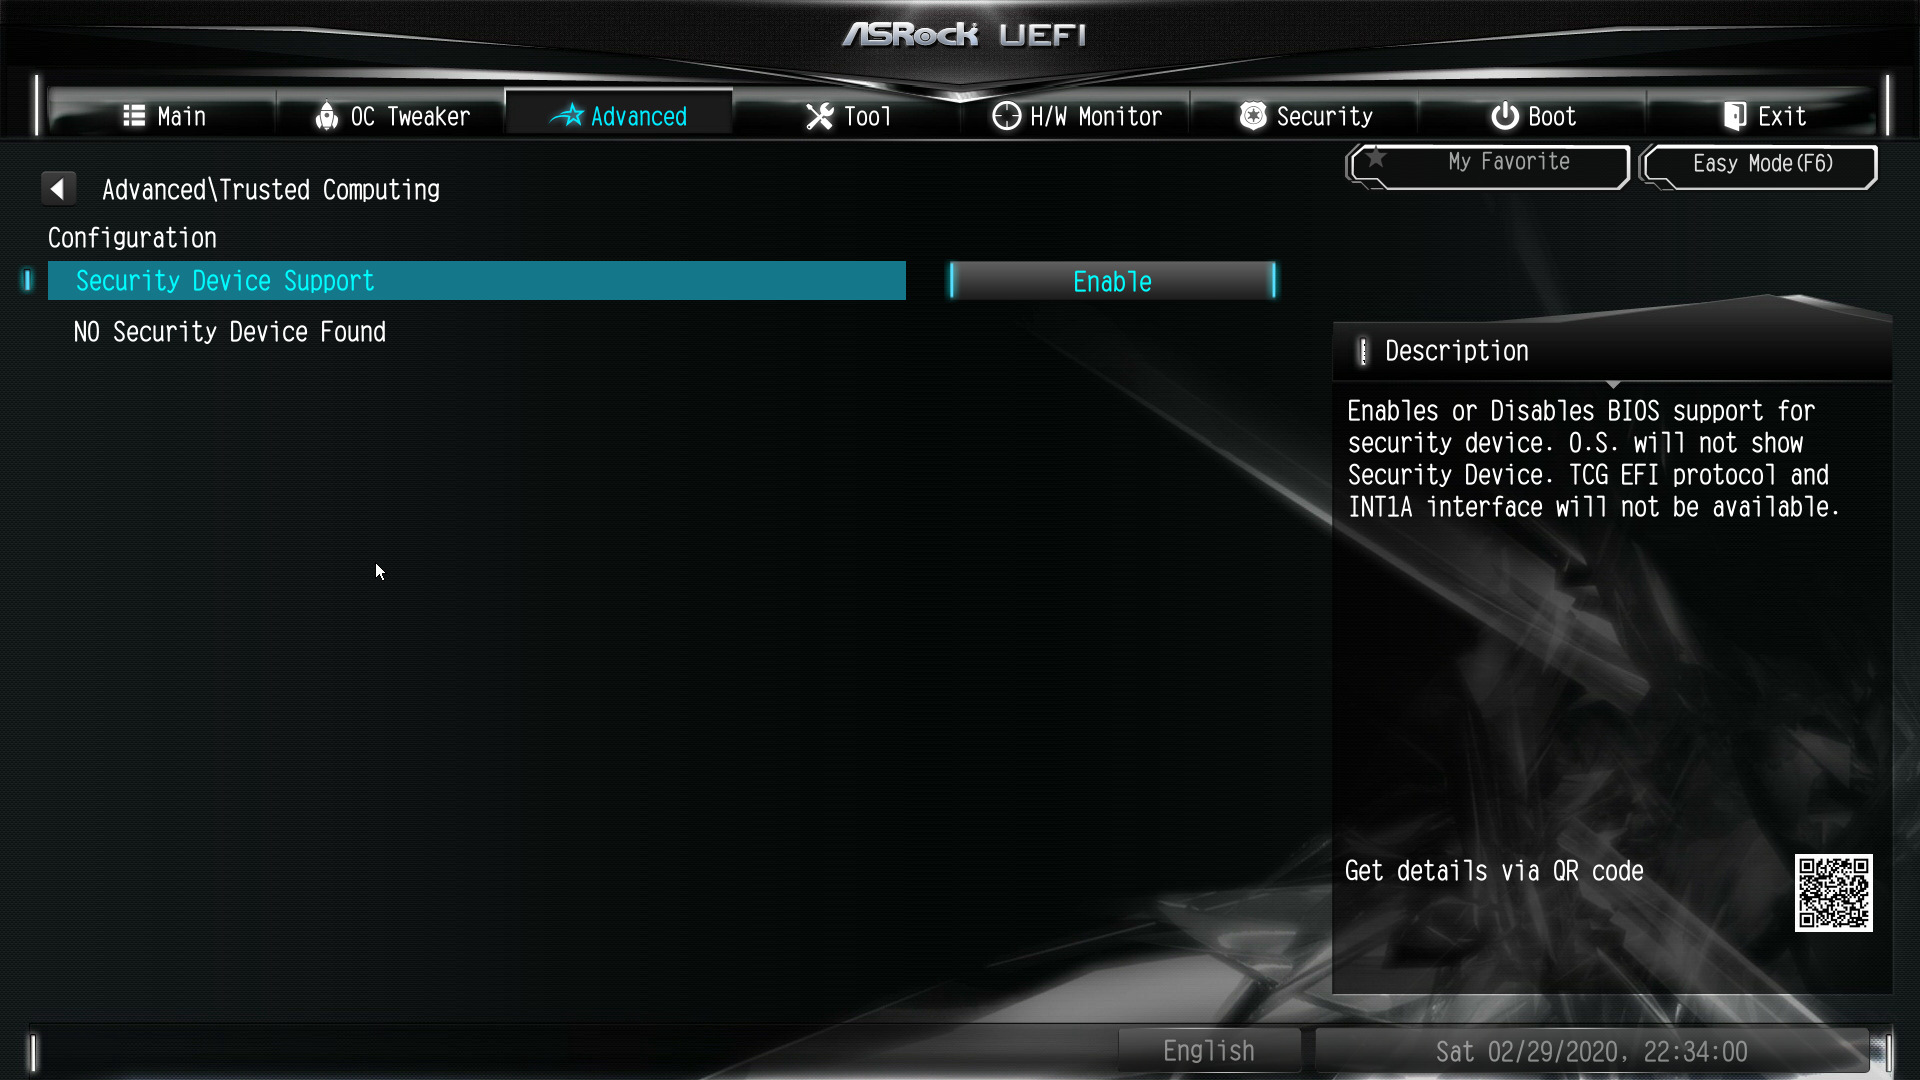 ASRock UEFI
Main
OC Tweaker
Advanced
Tool
H/W Monitor
Security
Boot
Exit
My Favorite
Easy Mode(F6)
Advanced\Trusted Computing
Configuration
Security Device Support
Enable
NO Security Device Found
Description
Enables or Disables BIOS support for
security device. O.S. will not show
Security Device. TCG EFI protocol and
INT1A interface will not be available.
Get details via QR code
English
Sat 02/29/2020, 22:34:00